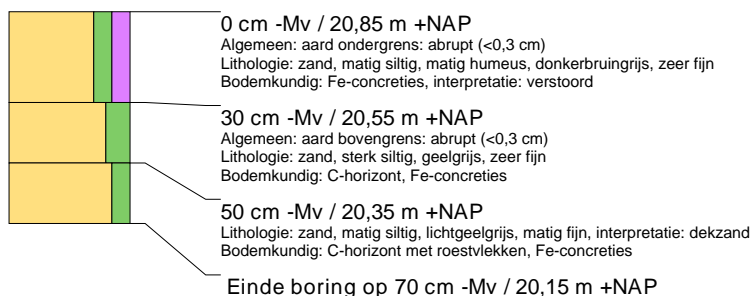 0 cm -Mv / 20,85 m +NAP
Algemeen: aard ondergrens: abrupt (<0,3 cm)
Lithologie: zand, matig siltig, matig humeus, donkerbruingrijs, zeer fijn
Bodemkundig: Fe-concreties, interpretatie: verstoord
30 cm -Mv / 20,55 m +NAP
Algemeen: aard bovengrens: abrupt (<0,3 cm)
Lithologie: zand, sterk siltig, geelgrijs, zeer fijn
Bodemkundig: C-horizont, Fe-concreties
50 cm -Mv / 20,35 m +NAP
Lithologie: zand, matig siltig, lichtgeelgrijs, matig fijn, interpretatie: dekzand
Bodemkundig: C-horizont met roestvlekken, Fe-concreties
Einde boring op 70 cm -Mv / 20,15 m +NAP